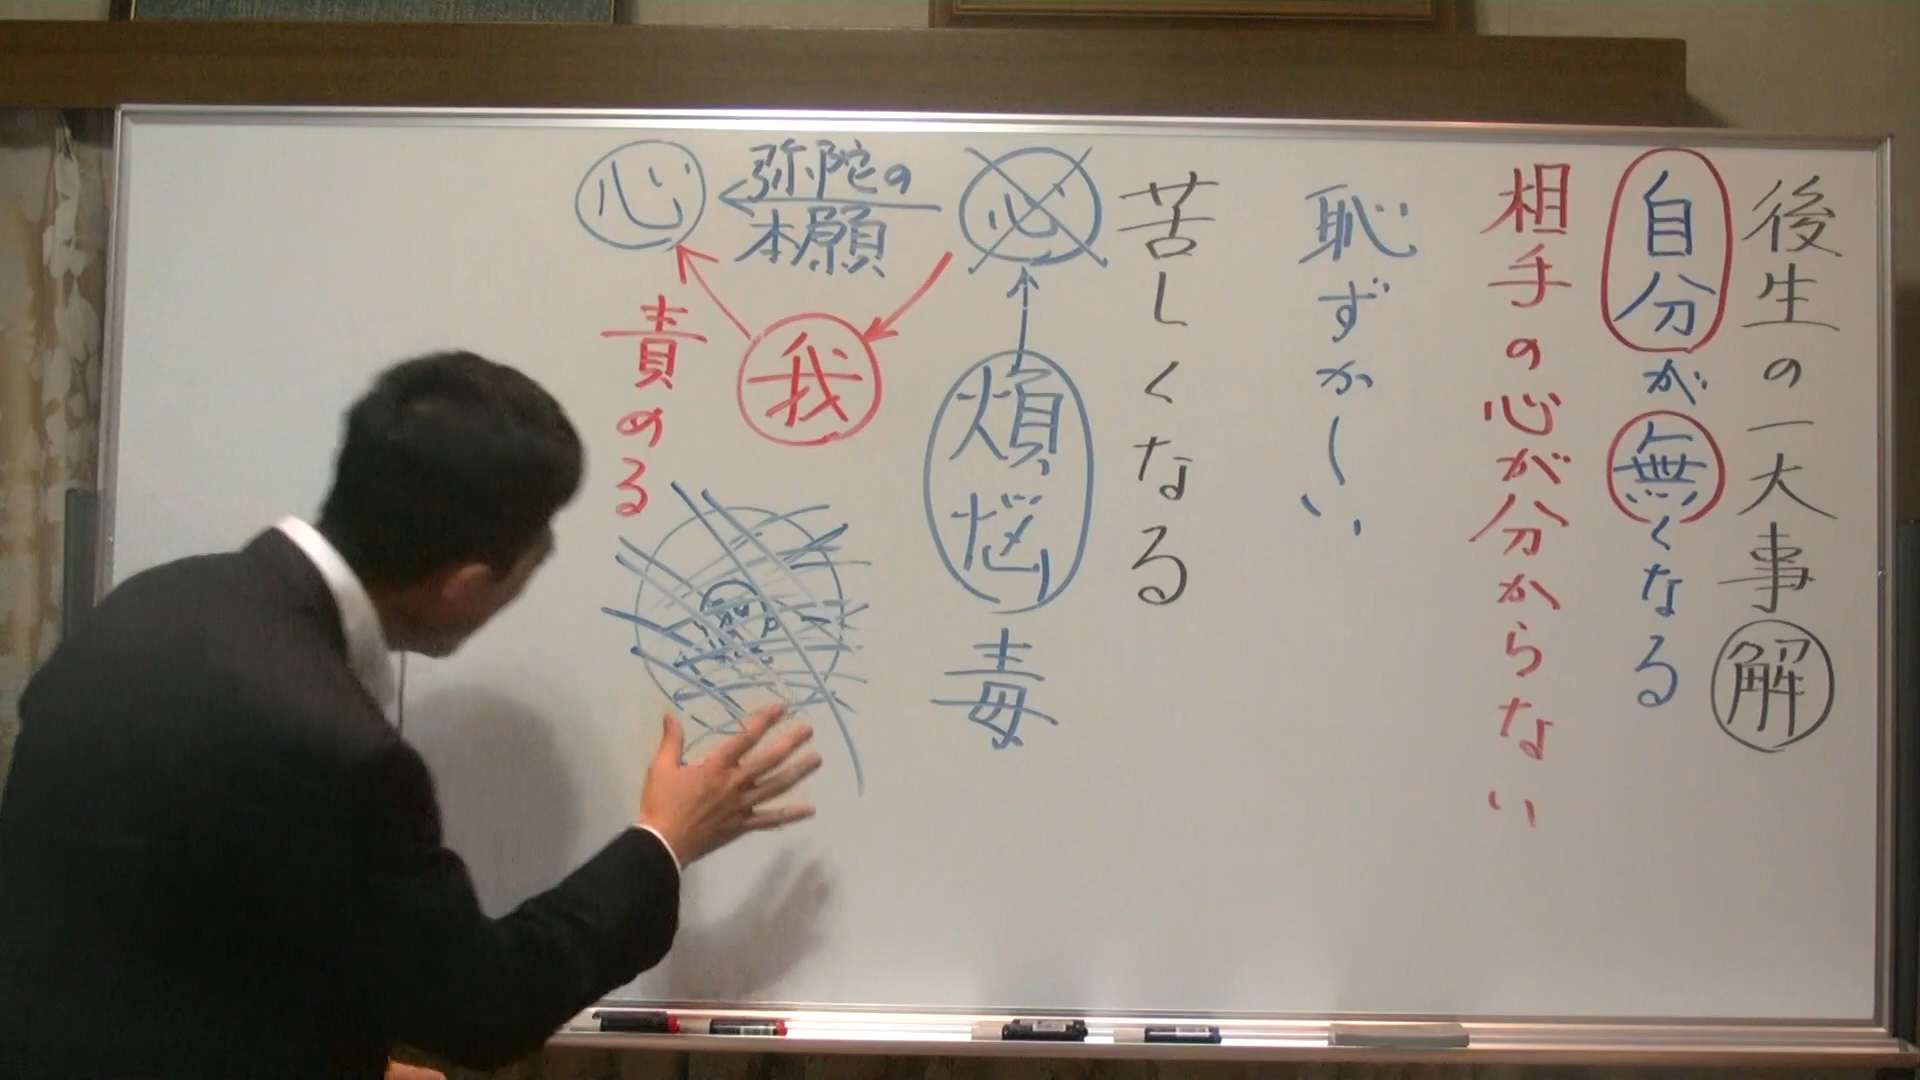 後生の一大事解
自分が無くなる
相手の心が分からない
恥ずかしい
苦しくなる
心
煩悩
毒
弥陀の
本願
我
心
責める